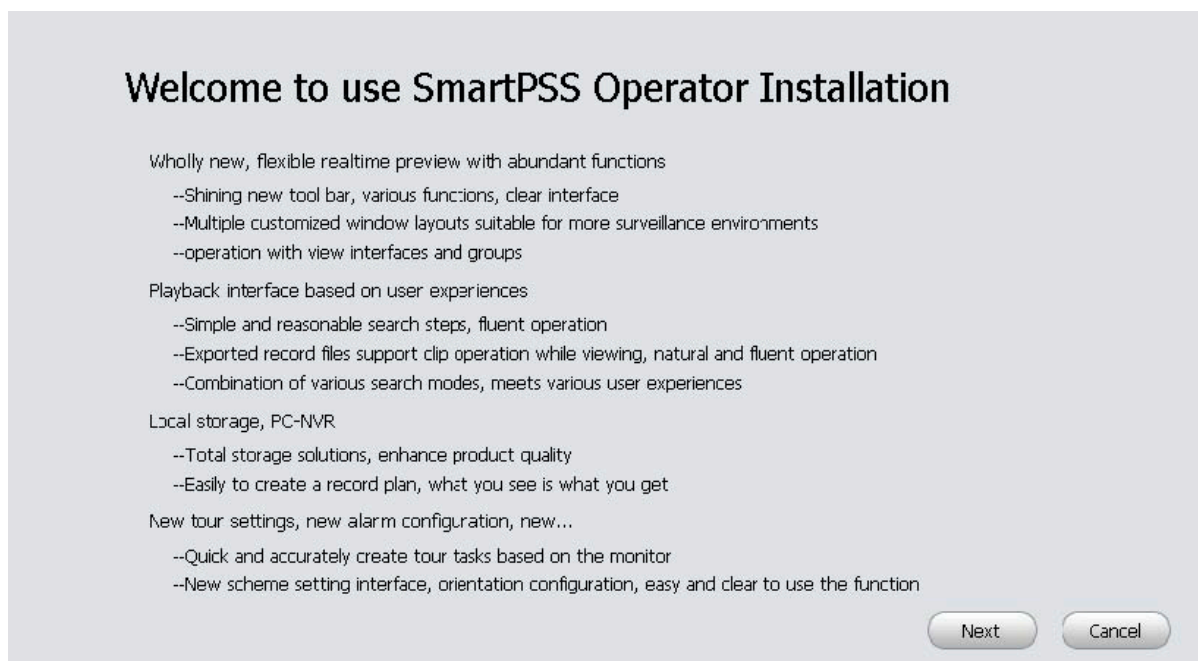 Welcome to use SmartPSS Operator Installation
Wholly new, flexible realtime preview with abundant functions
--Shining new tool bar, various functions, clear interface
--Multiple customized window layouts suitable for more surveillance environments
--operation with view interfaces and groups
Playback interface based on user experiences
--Simple and reasonable search steps, fluent operation
--Exported record files support clip operation while viewing, natural and fluent operation
--Combination of various search modes, meets various user experiences
Local storage, PC-NVR
--Total storage solutions, enhance product quality
--Easily to create a record plan, what you see is what you get
New tour settings, new alarm configuration, new...
--Quick and accurately create tour tasks based on the monitor
--New scheme setting interface, orientation configuration, easy and clear to use the function
Next Cancel